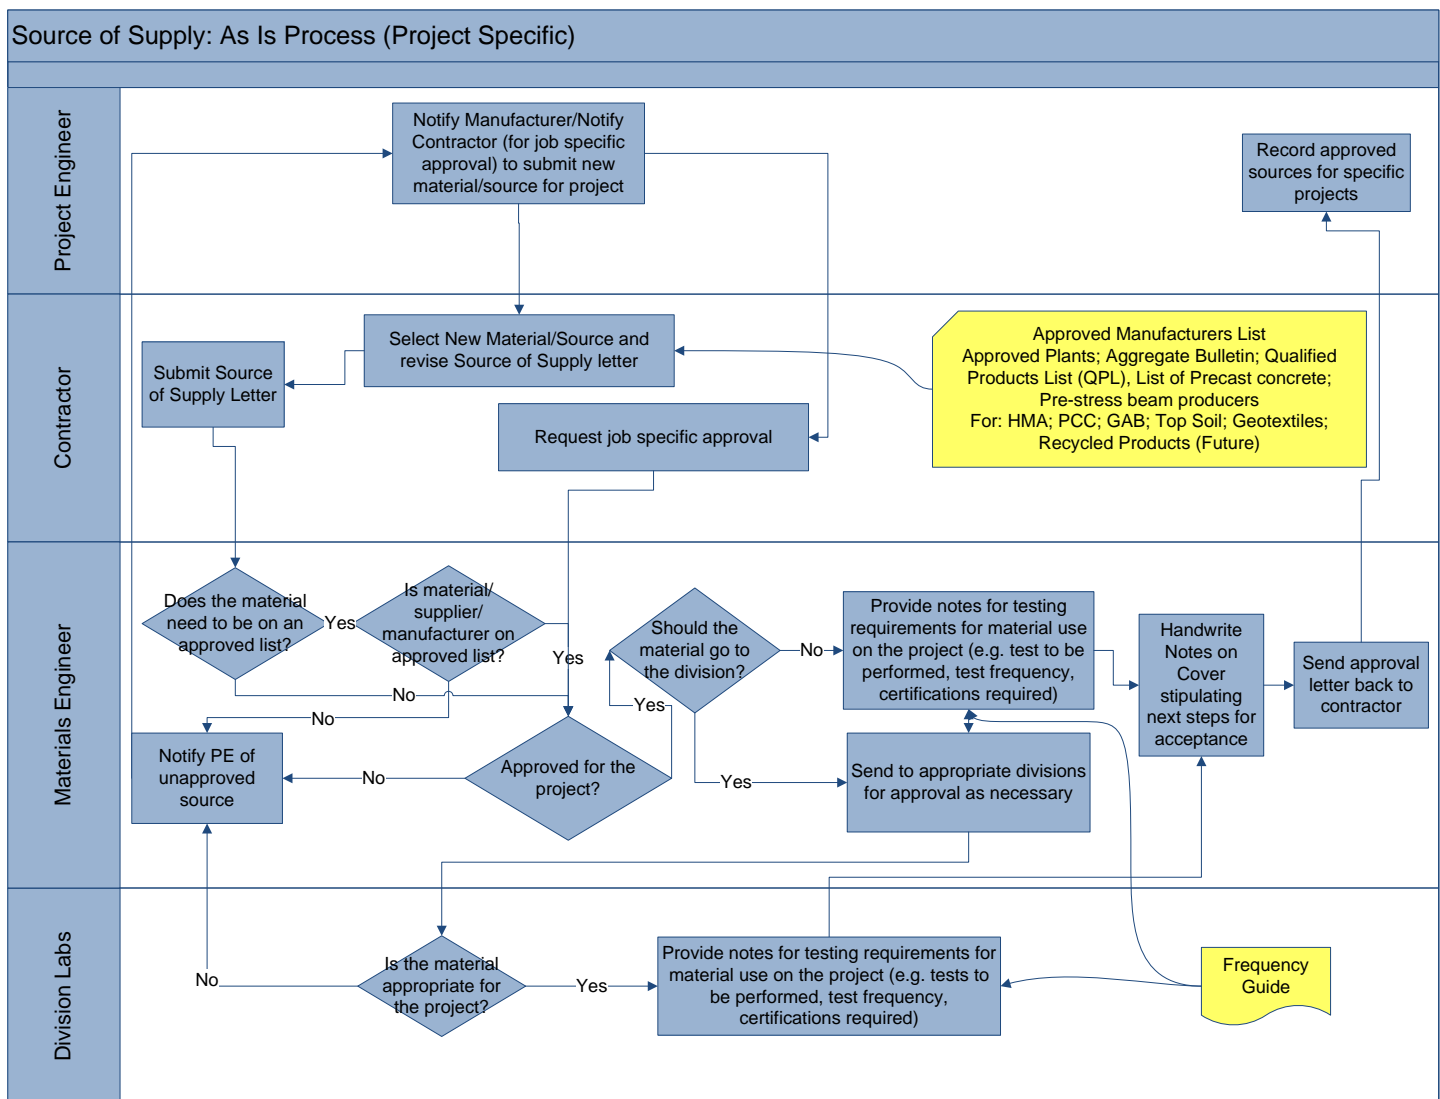 Source of Supply: As Is Process (Project Specific)
Project Engineer
Notify Manufacturer/Notify
Contractor (for job specific
approval) to submit new
material/source for project
Record approved
sources for specific
projects
Contractor
Submit Source
of Supply Letter
Select New Material/Source and
revise Source of Supply letter
Request job specific approval
Approved Manufacturers List
Approved Plants; Aggregate Bulletin; Qualified
Products List (QPL), List of Precast concrete;
Pre-stress beam producers
For: HMA; PCC; GAB; Top Soil; Geotextiles;
Recycled Products (Future)
Materials Engineer
Does the material
need to be on an
approved list?
Yes
Is material/
supplier/
manufacturer on
approved list?
Yes
No
No
Notify PE of
unapproved
source
No
Approved for the
project?
Yes
Should the
material go to
the division?
No
Yes
Provide notes for testing
requirements for material use
on the project (e.g. test to be
performed, test frequency,
certifications required)
Send to appropriate divisions
for approval as necessary
Handwrite
Notes on
Cover
stipulating
next steps for
acceptance
Send approval
letter back to
contractor
Division Labs
No
Is the material
appropriate for
the project?
Yes
Provide notes for testing requirements for
material use on the project (e.g. tests to
be performed, test frequency,
certifications required)
Frequency
Guide